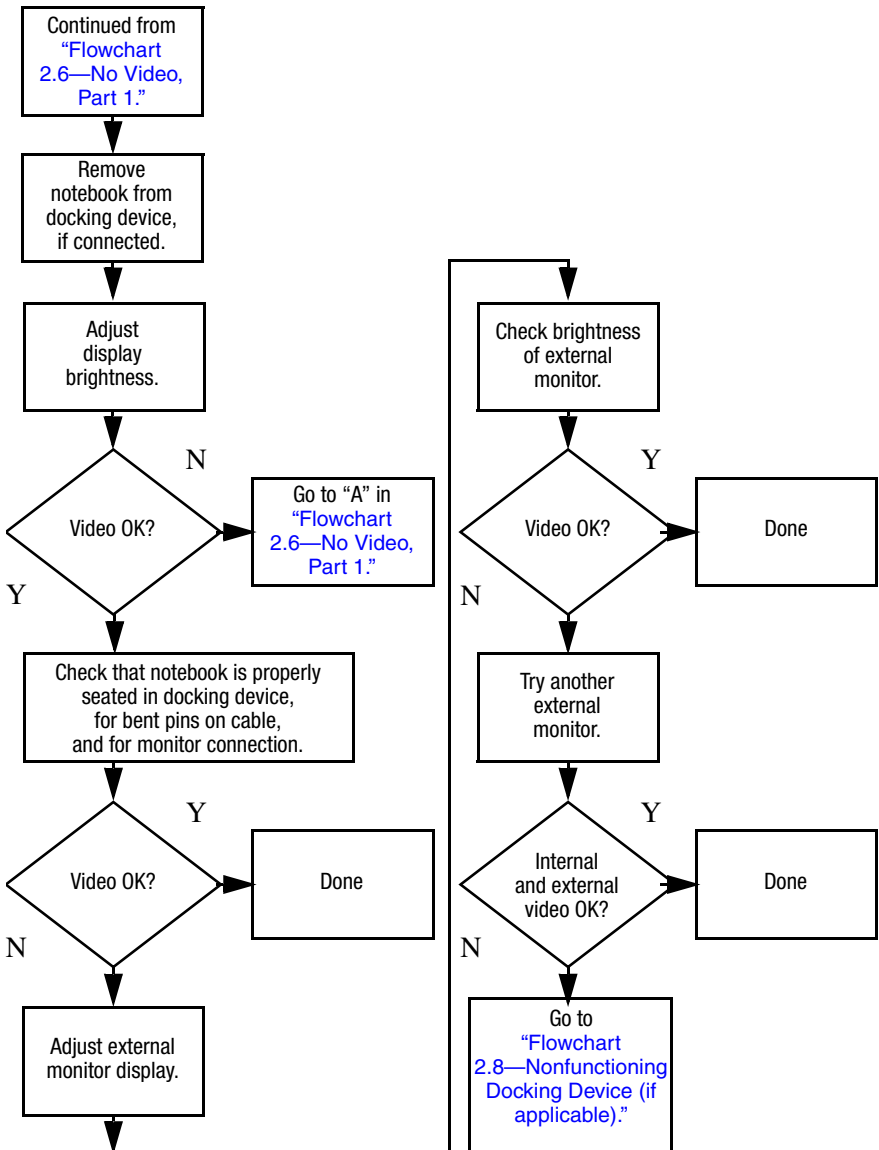 Continued from
“Flowchart
2.6—No Video,
Part 1.”
Remove
notebook from
docking device,
if connected.
Adjust
display
brightness.
N
Video OK?
Go to “A” in
“Flowchart
2.6—No Video,
Part 1.”
Y
Check that notebook is properly
seated in docking device,
for bent pins on cable,
and for monitor connection.
Y
Video OK?
Done
N
Adjust external
monitor display.
Check brightness
of external
monitor.
Y
Video OK?
Done
N
Try another
external
monitor.
Y
Internal
and external
video OK?
Done
N
Go to
“Flowchart
2.8—Nonfunctioning
Docking Device (if
applicable).”